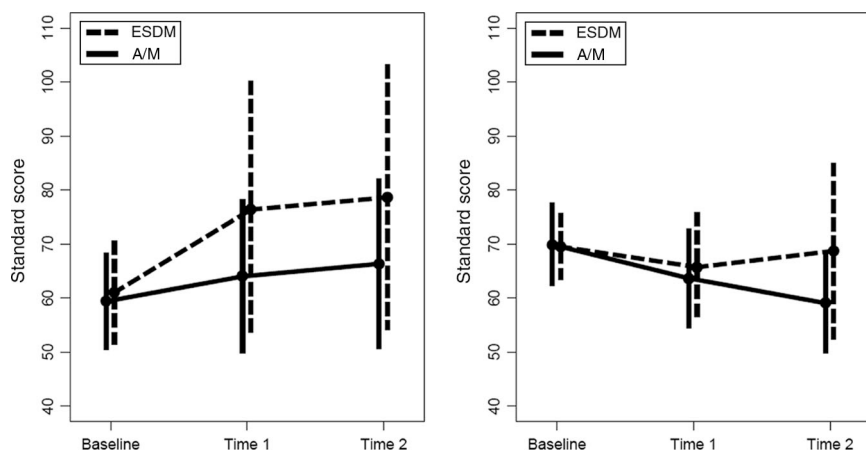 ESDM
A/M
Standard score
110
100
90
80
70
60
50
40
Baseline
Time 1
Time 2
ESDM
A/M
Standard score
110
100
90
80
70
60
50
40
Baseline
Time 1
Time 2